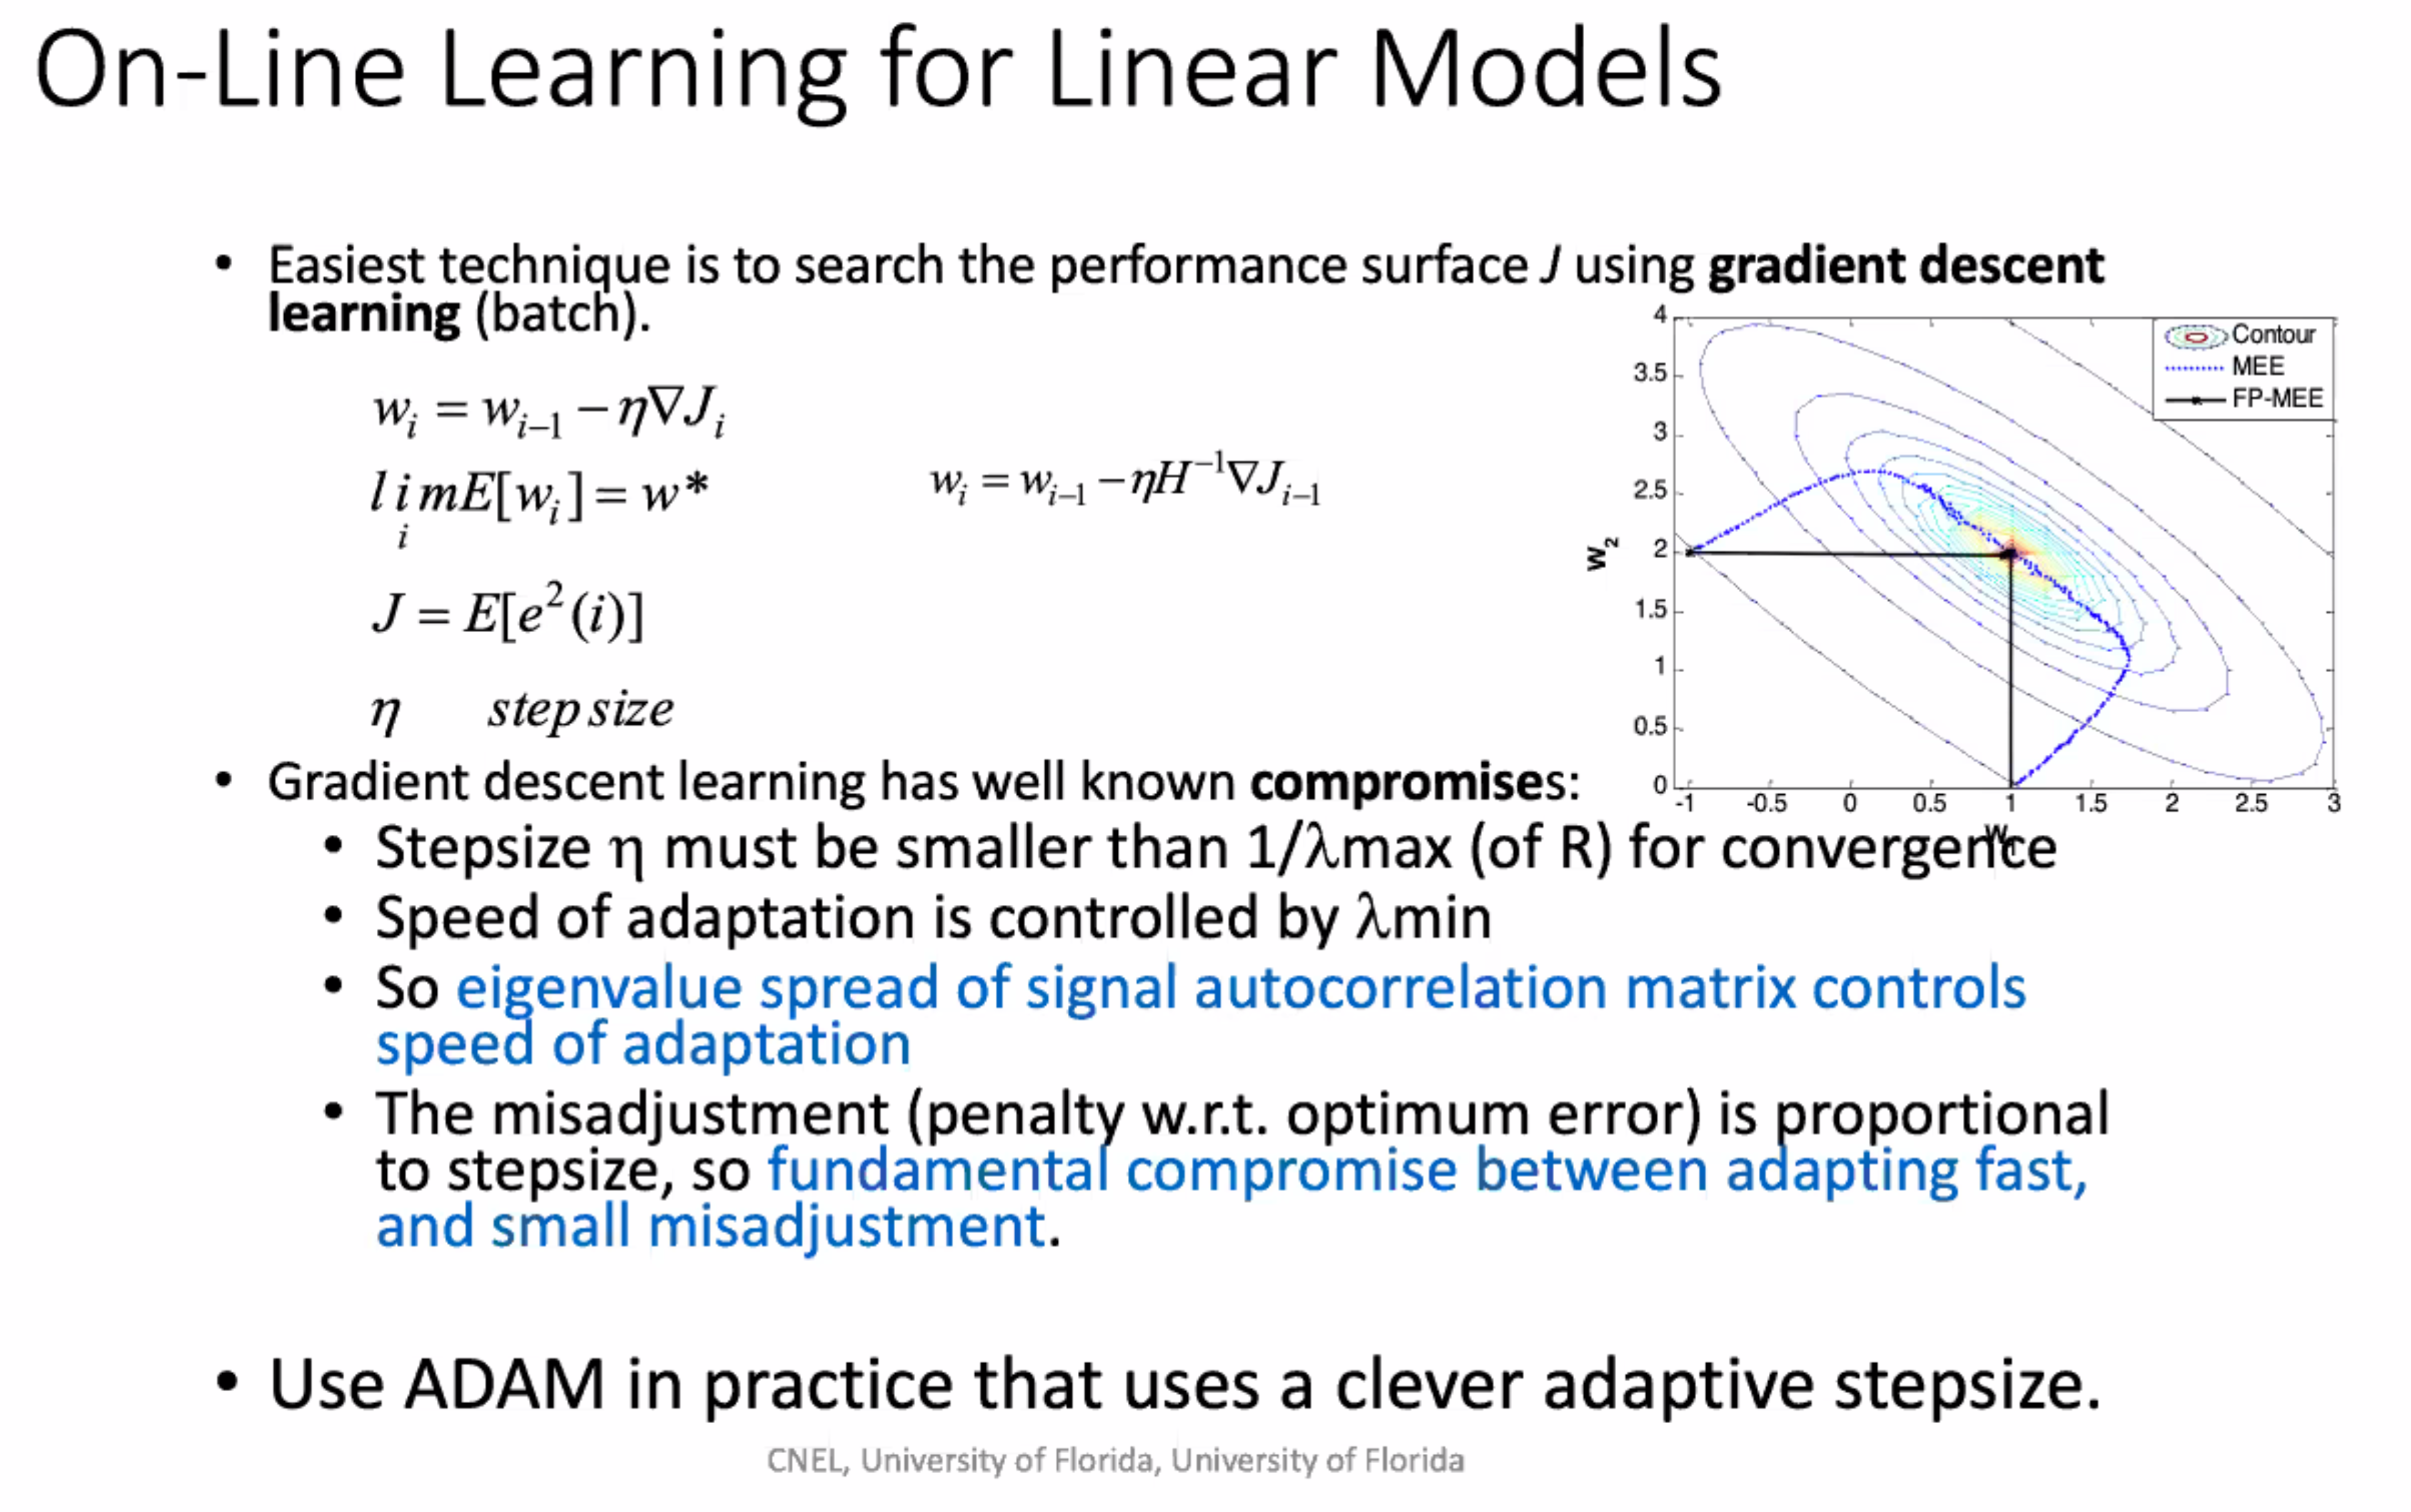 On-Line Learning for Linear Models
• Easiest technique is to search the performance surface J using gradient descent
learning (batch).
w_i = w_{i-1} − η∇J_i
lim_i E[w_i] = w*
w_i = w_{i-1} − ηH^{-1}∇J_{i-1}
J = E[e^2(i)]
η step size
4
3.5
3
2.5
2
1.5
1
0.5
0
w_2
Contour
MEE
FP-MEE
-1 -0.5 0 0.5 1 1.5 2 2.5 3
• Gradient descent learning has well known compromises:
• Stepsize η must be smaller than 1/λmax (of R) for convergence
• Speed of adaptation is controlled by λmin
• So eigenvalue spread of signal autocorrelation matrix controls
speed of adaptation
• The misadjustment (penalty w.r.t. optimum error) is proportional
to stepsize, so fundamental compromise between adapting fast,
and small misadjustment.
• Use ADAM in practice that uses a clever adaptive stepsize.
CNEL, University of Florida, University of Florida